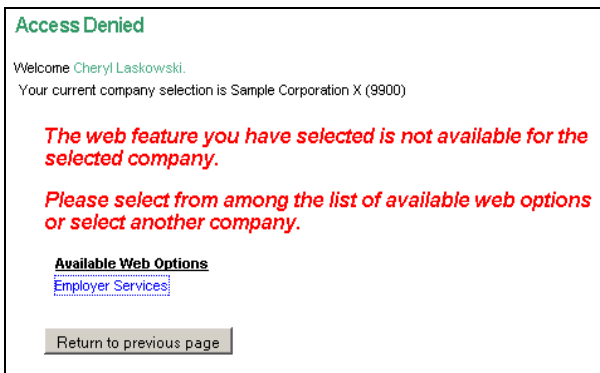 Access Denied
Welcome Cheryl Laskowski.
Your current company selection is Sample Corporation X (9900)
The web feature you have selected is not available for the
selected company.
Please select from among the list of available web options
or select another company.
Available Web Options
Employer Services
Return to previous page